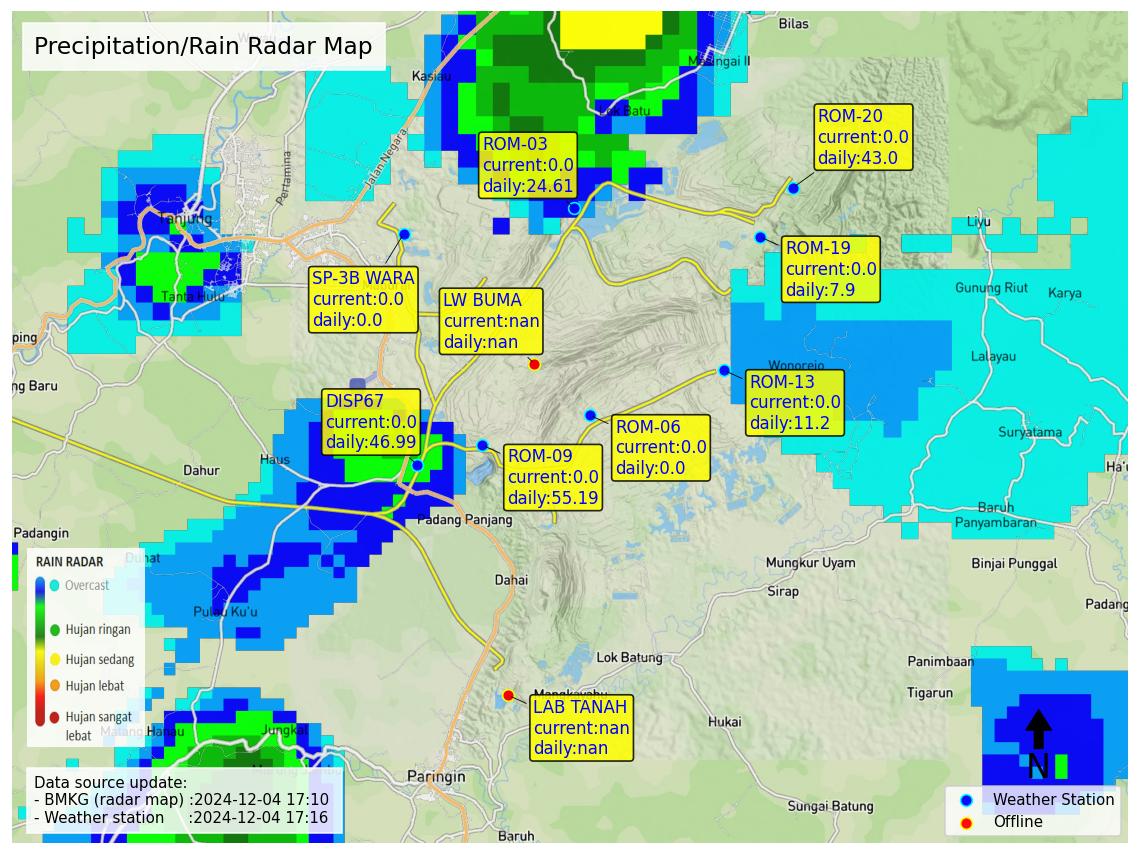 Precipitation/Rain Radar Map
Bilas
Masingai II
Kasiau
Lok Batu
Jalan Negara
Pertamina
ROM-20
current:0.0
daily:43.0
ROM-03
current:0.0
daily:24.61
Tanjung
Liyu
ROM-19
current:0.0
daily:7.9
SP-3B WARA
current:0.0
daily:0.0
Tanta Hulu
LW BUMA
current:nan
daily:nan
Gunung Riut
Karya
ping
Lalayau
Wonorejo
ng Baru
ROM-13
current:0.0
daily:11.2
DISP67
current:0.0
daily:46.99
ROM-06
current:0.0
daily:0.0
Suryatama
ROM-09
current:0.0
daily:55.19
Haus
Dahur
Ha'u
Baruh
Panyambaran
Padang Panjang
Padangin
RAIN RADAR
Overcast
Hujan ringan
Hujan sedang
Hujan lebat
Hujan sangat
lebat
Duhat
Mungkur Uyam
Binjai Punggal
Dahai
Sirap
Padang
Pulau Ku'u
Lok Batung
Panimbaan
Tigarun
Mangkayahu
LAB TANAH
current:nan
daily:nan
Hukai
Matang Hanau
Jungkal
Paringin
N
Data source update:
- BMKG (radar map) :2024-12-04 17:10
- Weather station :2024-12-04 17:16
Sungai Batung
Baruh
Weather Station
Offline